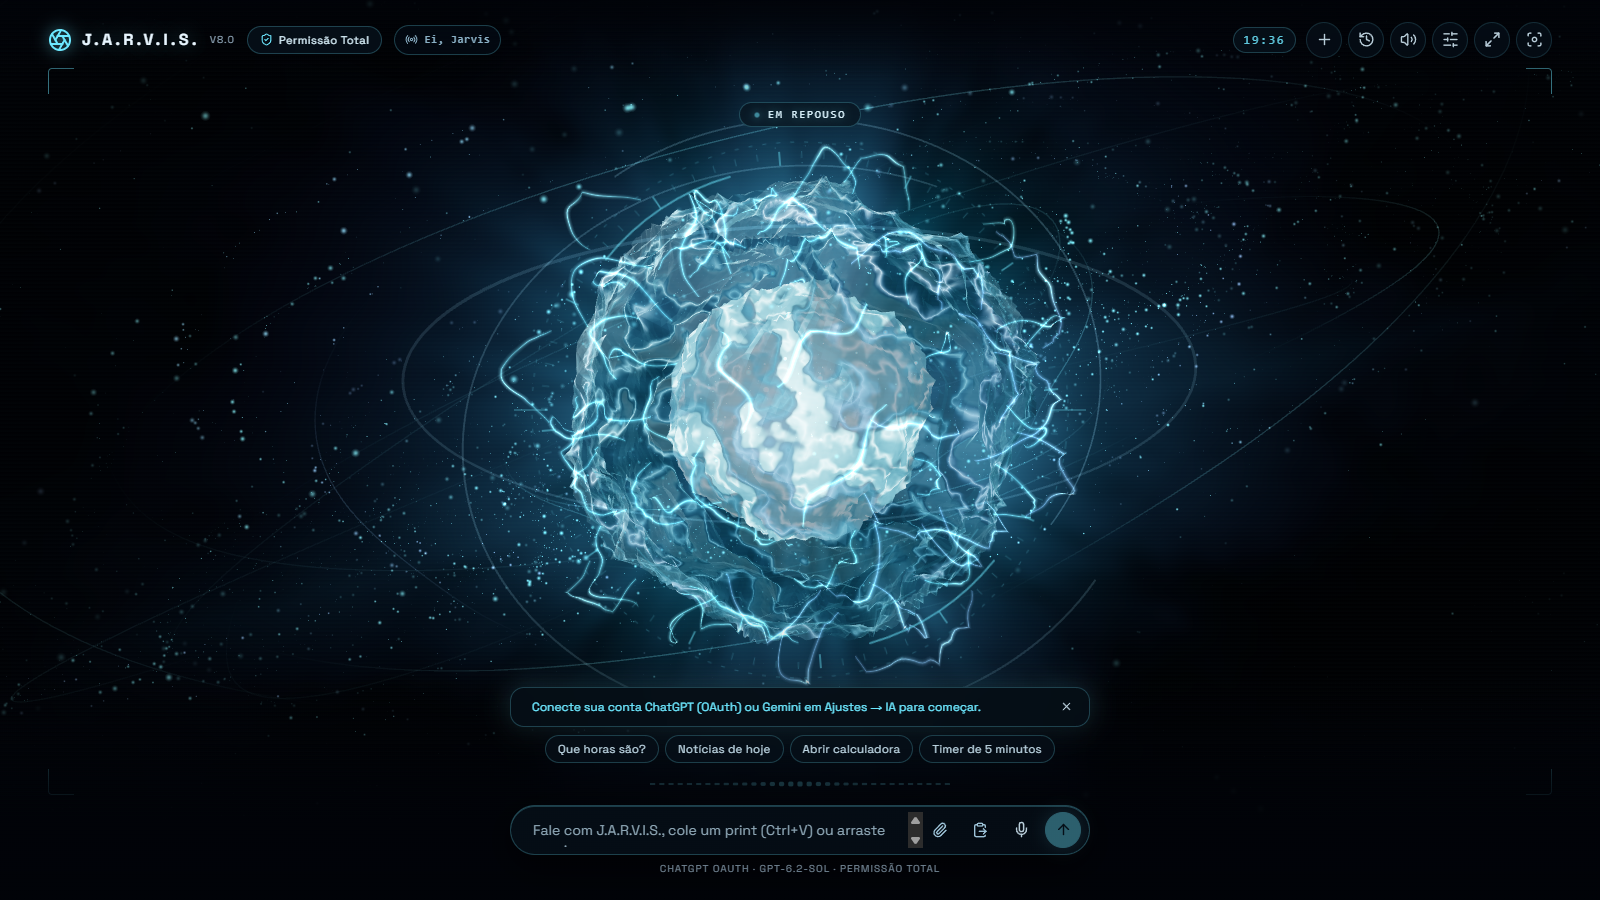 J.A.R.V.I.S. V8.0 Permissão Total Ei, Jarvis 19:36
EM REPOUSO
Conecte sua conta ChatGPT (OAuth) ou Gemini em Ajustes → IA para começar.
Que horas são? Notícias de hoje Abrir calculadora Timer de 5 minutos
Fale com J.A.R.V.I.S., cole um print (Ctrl+V) ou arraste
CHATGPT OAUTH · GPT-6.2-SOL · PERMISSÃO TOTAL